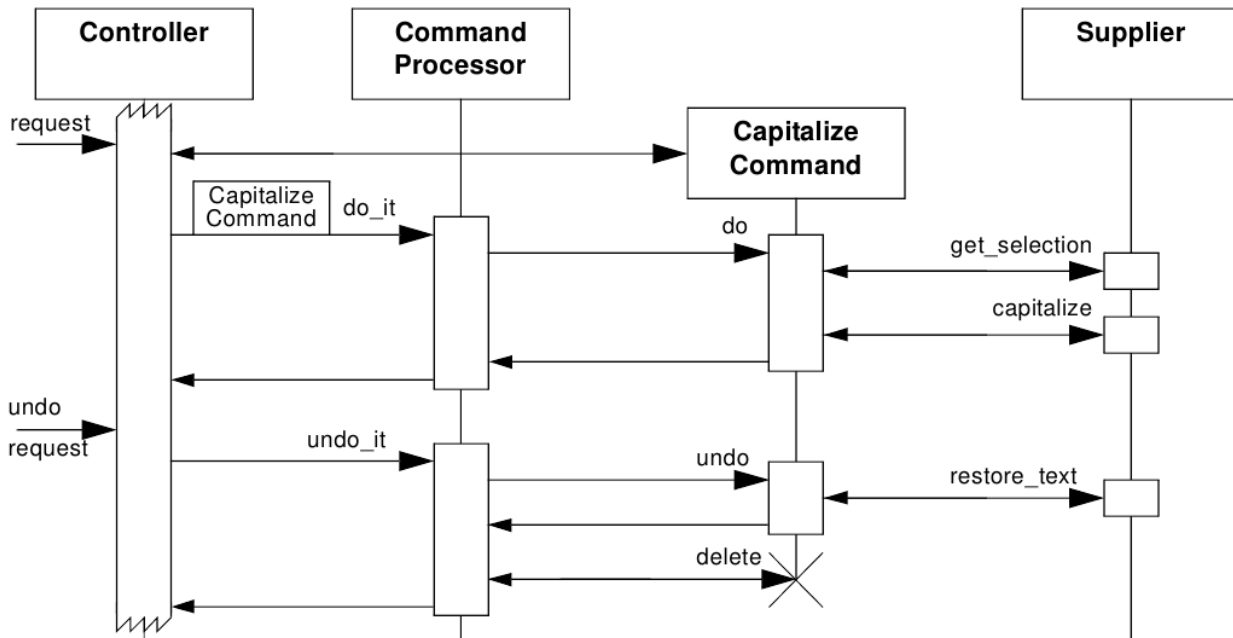 Controller
Command
Processor
Supplier
request
Capitalize
Command
Capitalize
Command
do_it
do
get_selection
capitalize
undo
request
undo_it
undo
restore_text
delete